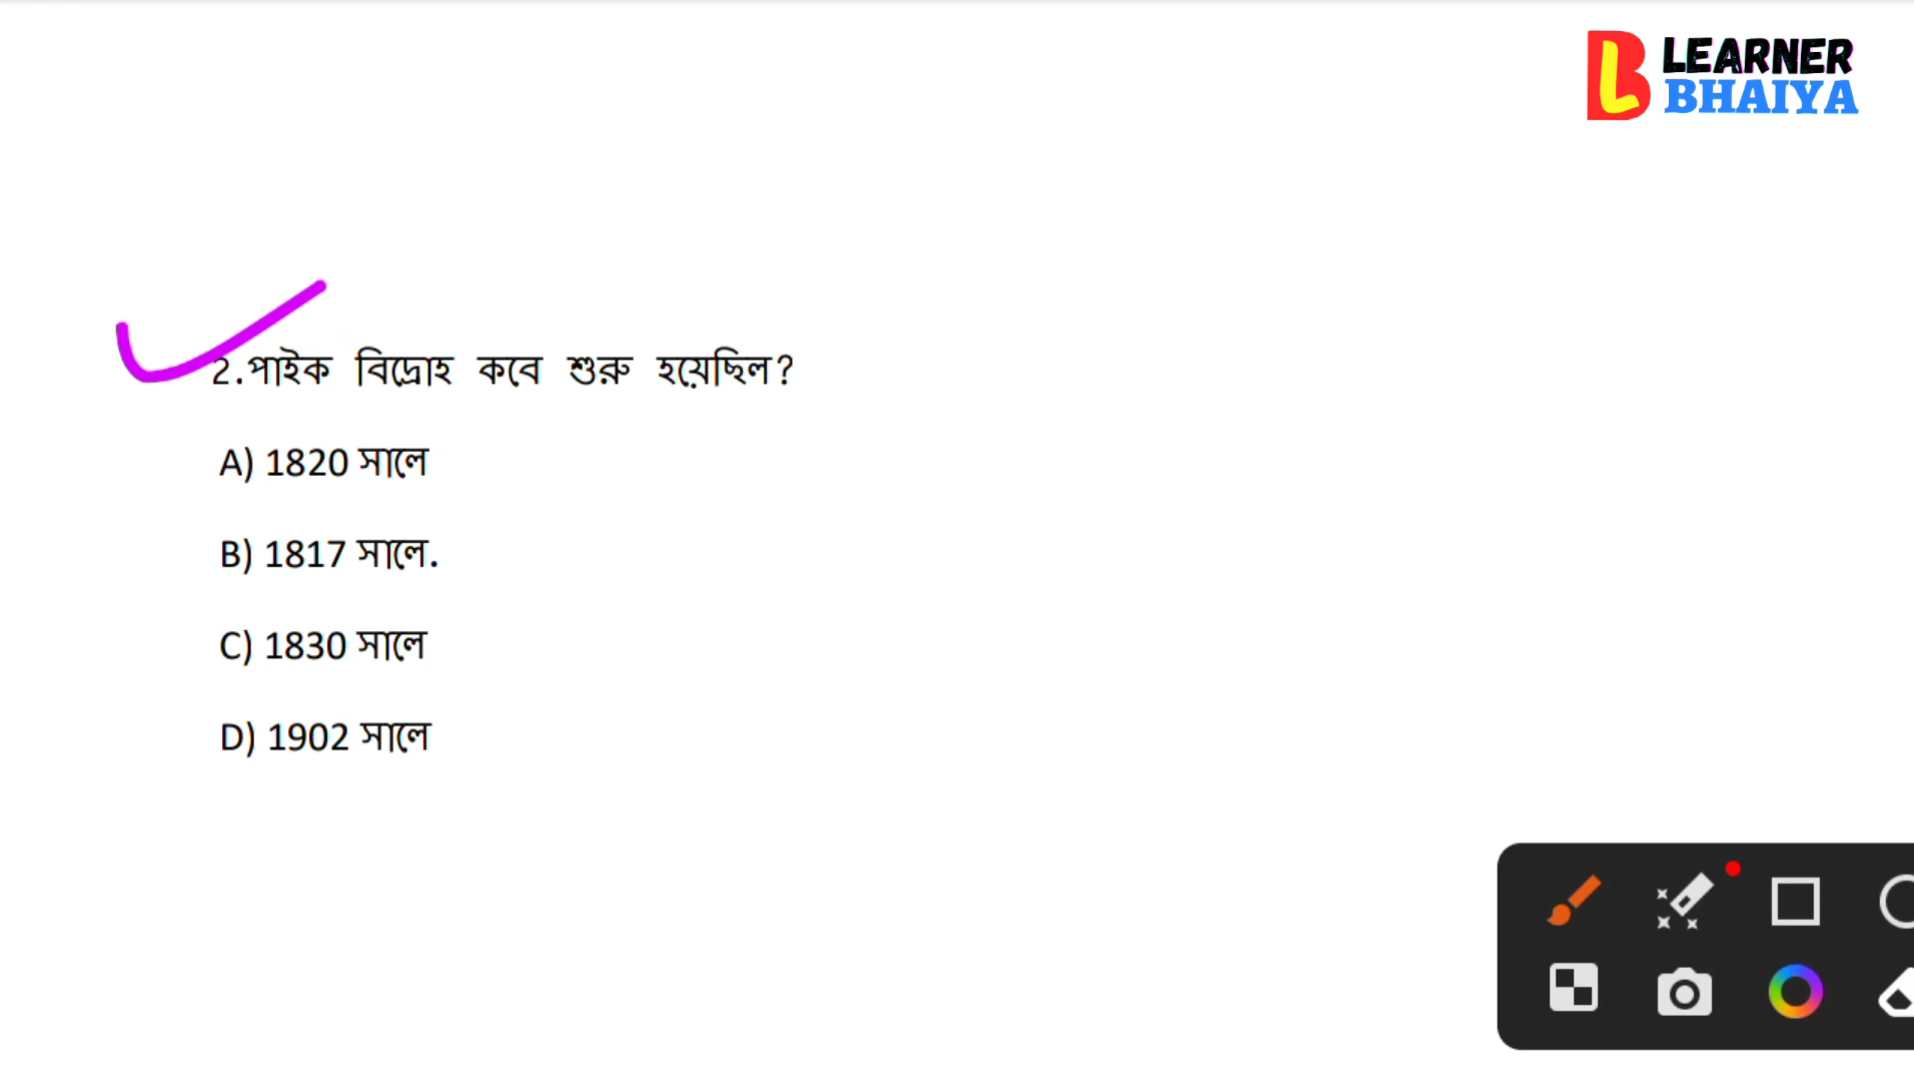 LEARNER
BHAIYA
2.পাইক বিদ্রোহ কবে শুরু হয়েছিল?
A) 1820 সালে
B) 1817 সালে.
C) 1830 সালে
D) 1902 সালে